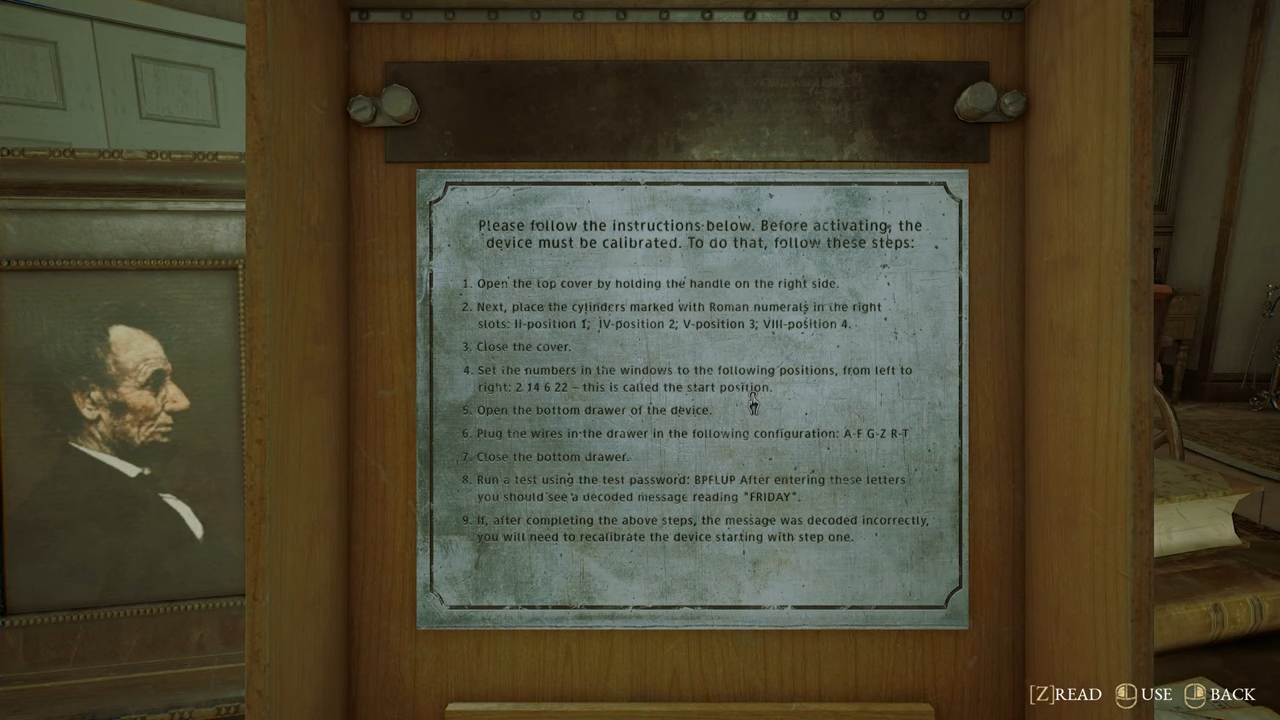 Please follow the instructions below. Before activating, the
device must be calibrated. To do that, follow these steps:
1. Open the top cover by holding the handle on the right side.
2. Next, place the cylinders marked with Roman numerals in the right
slots: II-position 1; IV-position 2; V-position 3; VIII-position 4.
3. Close the cover.
4. Set the numbers in the windows to the following positions, from left to
right: 2 14 6 22 – this is called the start position.
5. Open the bottom drawer of the device.
6. Plug the wires in the drawer in the following configuration: A-F G-Z R-T
7. Close the bottom drawer.
8. Run a test using the test password: BPFLUP After entering these letters
you should see a decoded message reading "FRIDAY".
9. If, after completing the above steps, the message was decoded incorrectly,
you will need to recalibrate the device starting with step one.
[Z]READ USE BACK